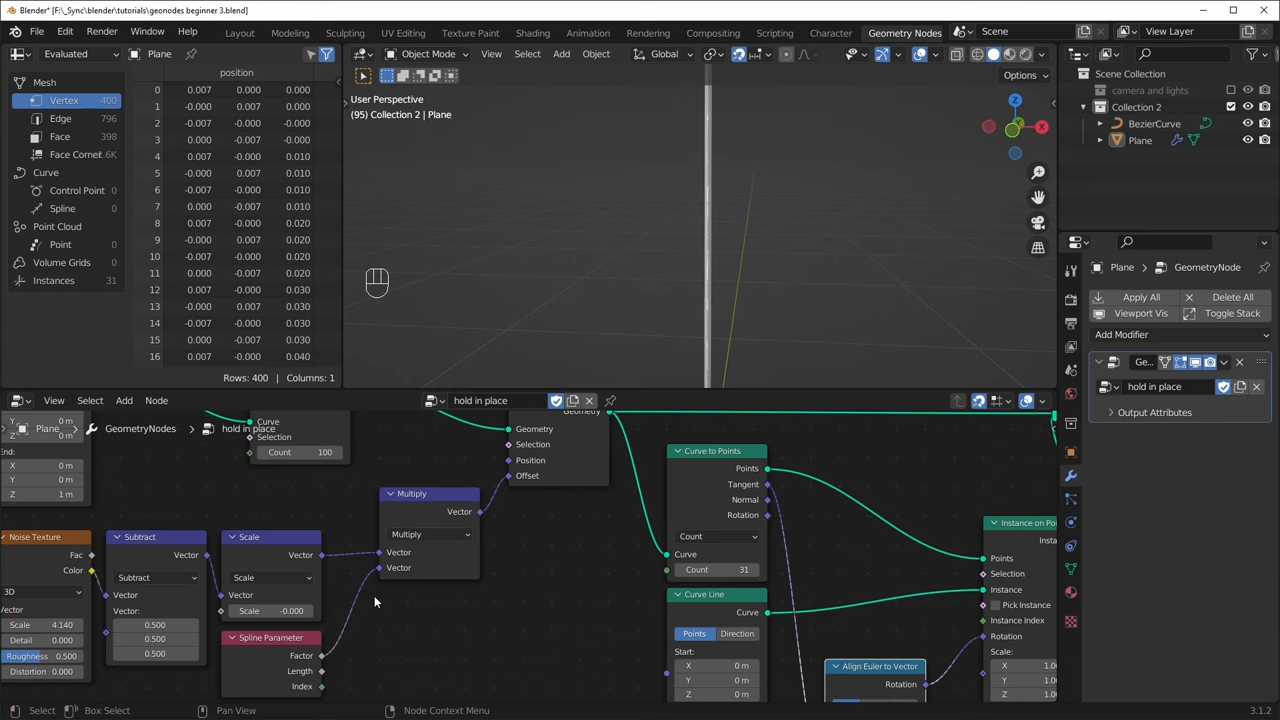 Blender* [F:\_Sync\blender\tutorials\geonodes beginner 3.blend]
File Edit Render Window Help Layout Modeling Sculpting UV Editing Texture Paint Shading Animation Rendering Compositing Scripting Character Geometry Nodes Scene View Layer
Evaluated Plane
Object Mode View Select Add Object Global
Options
Mesh
Vertex 400
Edge 796
Face 398
Face Corner 1.6K
Curve
Control Point 0
Spline 0
Point Cloud
Point 0
Volume Grids 0
Instances 31
position
0 0.007 0.000 0.000
1 -0.000 0.007 0.000
2 -0.007 0.000 -0.000
3 0.000 -0.007 0.000
4 0.007 -0.000 0.010
5 -0.000 0.007 0.010
6 -0.007 0.000 0.010
7 0.000 -0.007 0.010
8 0.007 -0.000 0.020
9 -0.000 0.007 0.020
10 -0.007 0.000 0.020
11 0.000 -0.007 0.020
12 0.007 -0.000 0.030
13 -0.000 0.007 0.030
14 -0.007 -0.000 0.030
15 0.000 -0.007 0.030
16 0.007 -0.000 0.040
Rows: 400 | Columns: 1
User Perspective
(95) Collection 2 | Plane
Z
X
Scene Collection
camera and lights
Collection 2
BezierCurve
Plane
Plane GeometryNode
Apply All Delete All
Viewport Vis Toggle Stack
Add Modifier
Ge...
hold in place
Output Attributes
View Select Add Node hold in place
Plane GeometryNodes hold in place
0 m
Z 0 m
End:
X 0 m
Y 0 m
Z 1 m
Curve
Selection
Count 100
Geometry
Geometry
Selection
Position
Offset
Multiply
Vector
Multiply
Vector
Vector
Noise Texture
Fac
Color
3D
Vector
Scale 4.140
Detail 0.000
Roughness 0.500
Distortion 0.000
Subtract
Vector
Subtract
Vector
Vector:
0.500
0.500
0.500
Scale
Vector
Scale
Vector
Scale -0.000
Spline Parameter
Factor
Length
Index
Curve to Points
Points
Tangent
Normal
Rotation
Count
Curve
Count 31
Curve Line
Curve
Points Direction
Start:
X 0 m
Y 0 m
Z 0 m
Align Euler to Vector
Rotation
Instance on Poi
Insta
Points
Selection
Instance
Pick Instance
Instance Index
Rotation
Scale:
X 1.0
Y 1.0
Z 1.0
Select Box Select Pan View Node Context Menu 3.1.2